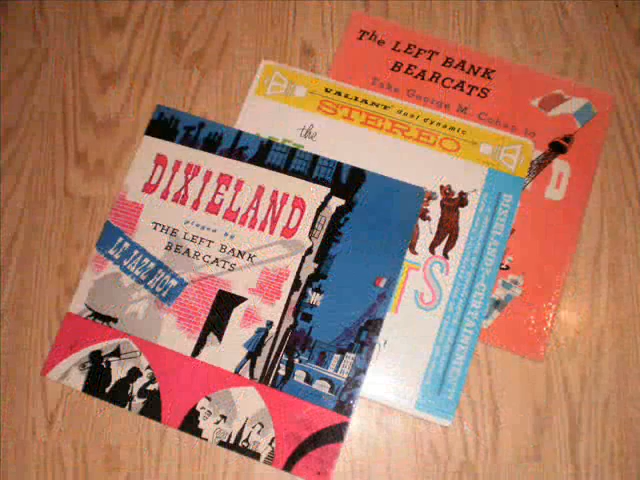 The LEFT BANK
BEARCATS
Take George M. Cohan to
VALIANT dual dynamic
STEREO
the
DIXIELAND
played by
THE LEFT BANK
BEARCATS
LE JAZZ HOT